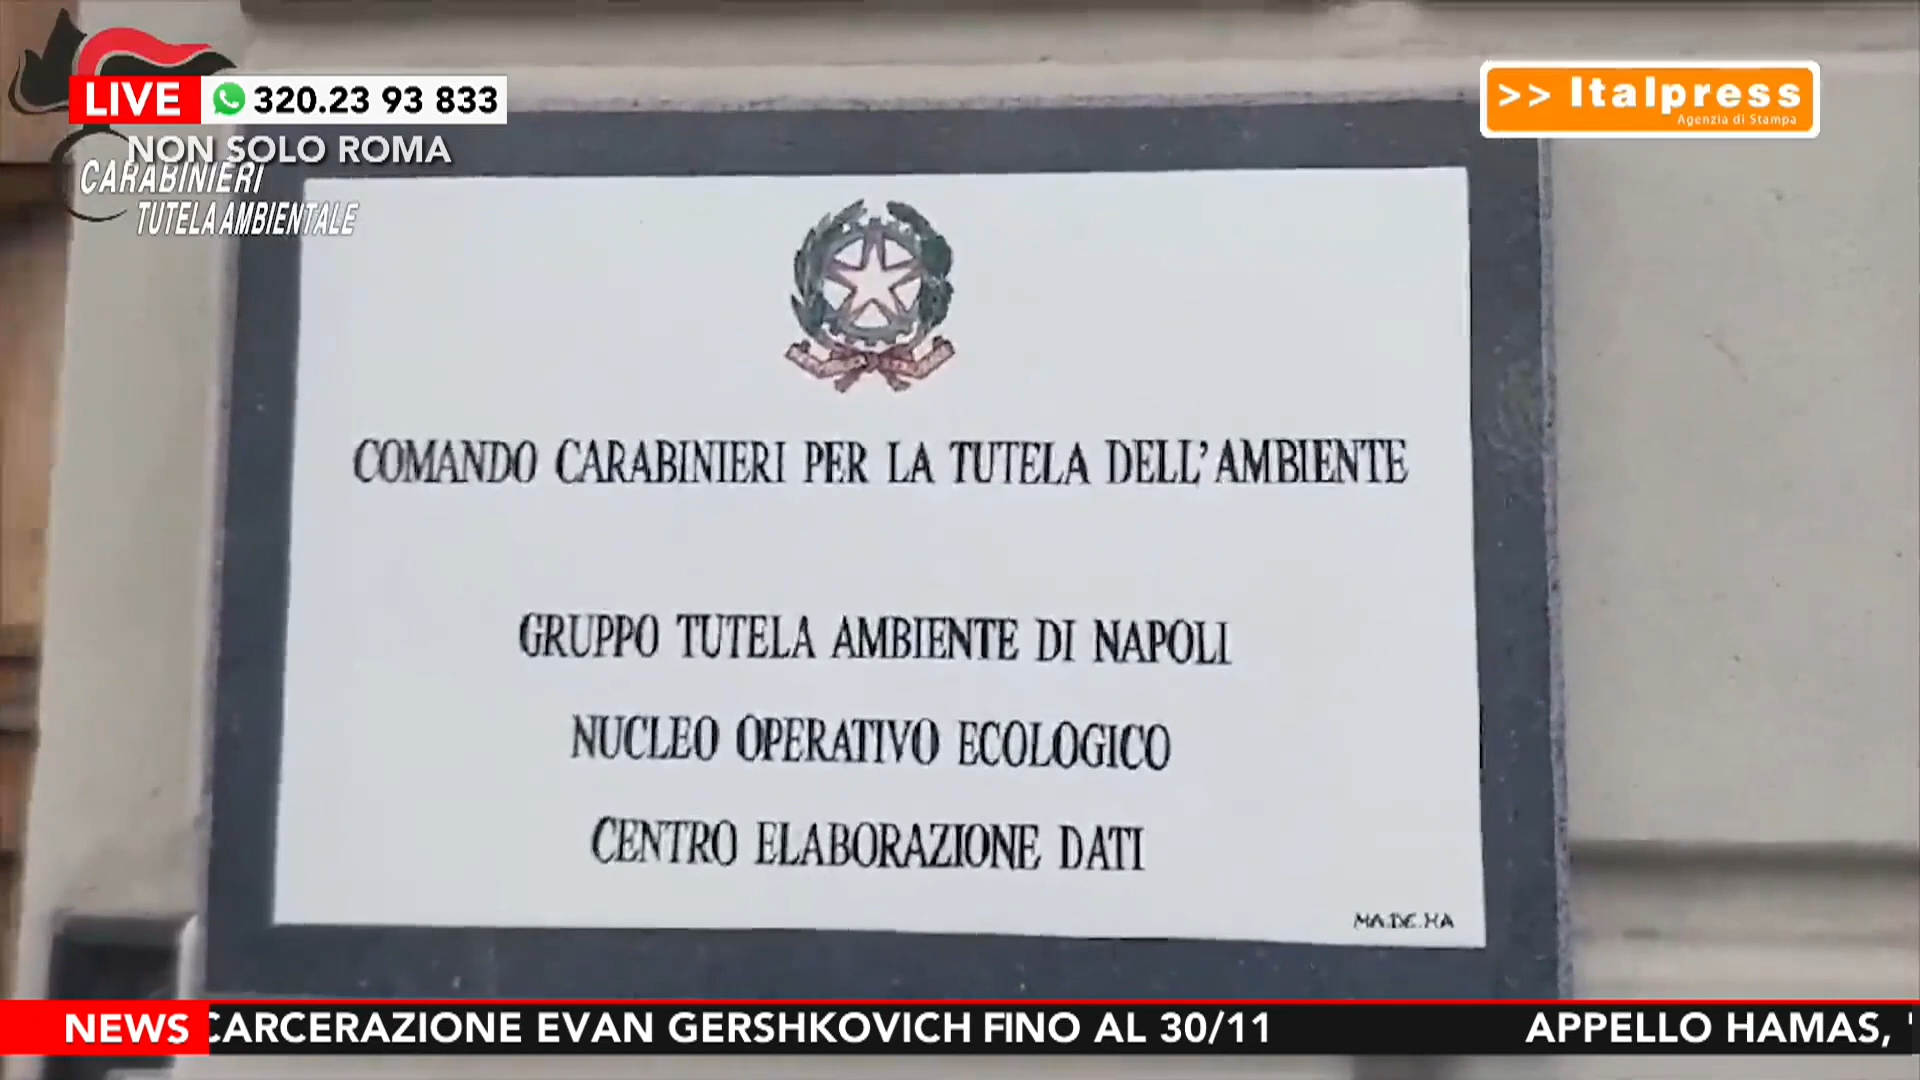 LIVE 320.23 93 833
>> Italpress
Agenzia di Stampa
NON SOLO ROMA
CARABINIERI
TUTELA AMBIENTALE
COMANDO CARABINIERI PER LA TUTELA DELL'AMBIENTE
GRUPPO TUTELA AMBIENTE DI NAPOLI
NUCLEO OPERATIVO ECOLOGICO
CENTRO ELABORAZIONE DATI
MA.DE.HA
NEWS CARCERAZIONE EVAN GERSHKOVICH FINO AL 30/11 APPELLO HAMAS, '